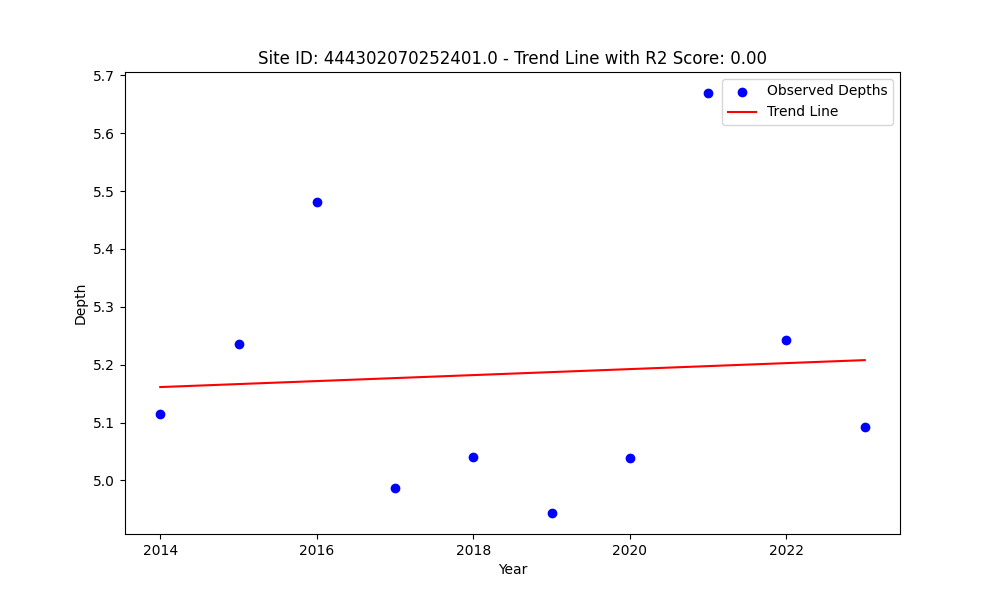 Site ID: 444302070252401.0 - Trend Line with R2 Score: 0.00
5.7
5.6
5.5
5.4
5.3
5.2
5.1
5.0
Depth
Observed Depths
Trend Line
2014
2016
2018
2020
2022
Year